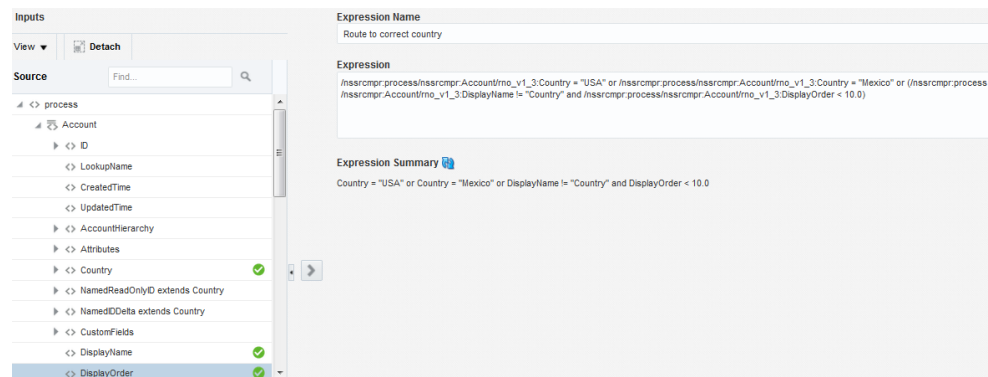 Inputs
View
Detach
Source
Find...
process
Account
ID
LookupName
CreatedTime
UpdatedTime
AccountHierarchy
Attributes
Country
NamedReadOnlyID extends Country
NamedIDDelta extends Country
CustomFields
DisplayName
DisplayOrder
Expression Name
Route to correct country
Expression
/nssrcmpr:process/nssrcmpr:Account/rno_v1_3:Country = "USA" or /nssrcmpr:process/nssrcmpr:Account/rno_v1_3:Country = "Mexico" or (/nssrcmpr:process
/nssrcmpr:Account/rno_v1_3:DisplayName != "Country" and /nssrcmpr:process/nssrcmpr:Account/rno_v1_3:DisplayOrder < 10.0)
Expression Summary
Country = "USA" or Country = "Mexico" or DisplayName != "Country" and DisplayOrder < 10.0